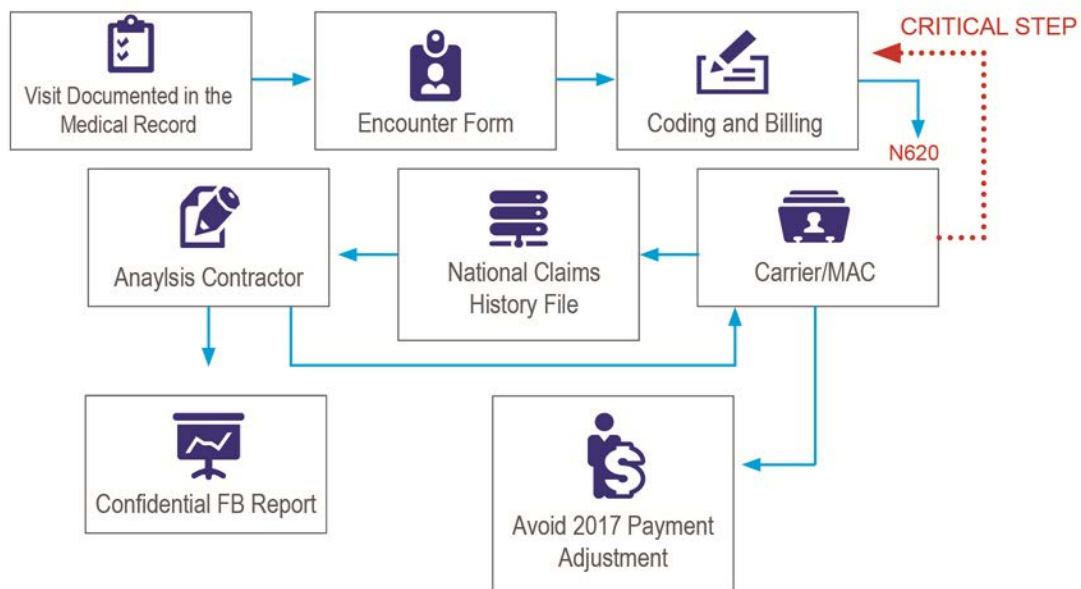 CRITICAL STEP
Visit Documented in the
Medical Record
Encounter Form
Coding and Billing
N620
Anaylsis Contractor
National Claims
History File
Carrier/MAC
Confidential FB Report
Avoid 2017 Payment
Adjustment